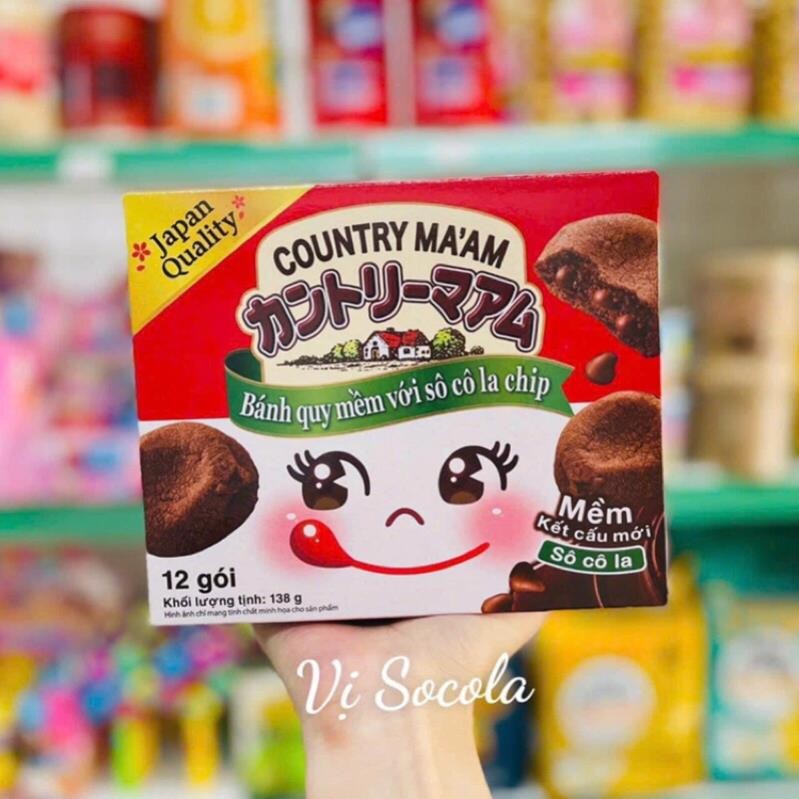 Japan
Quality
COUNTRY MA'AM
カントリーマアム
Bánh quy mềm với sô cô la chip
Mềm
Kết cấu mới
Sô cô la
12 gói
Khối lượng tịnh: 138 g
Hình ảnh chỉ mang tính chất minh họa cho sản phẩm
Vị Socola